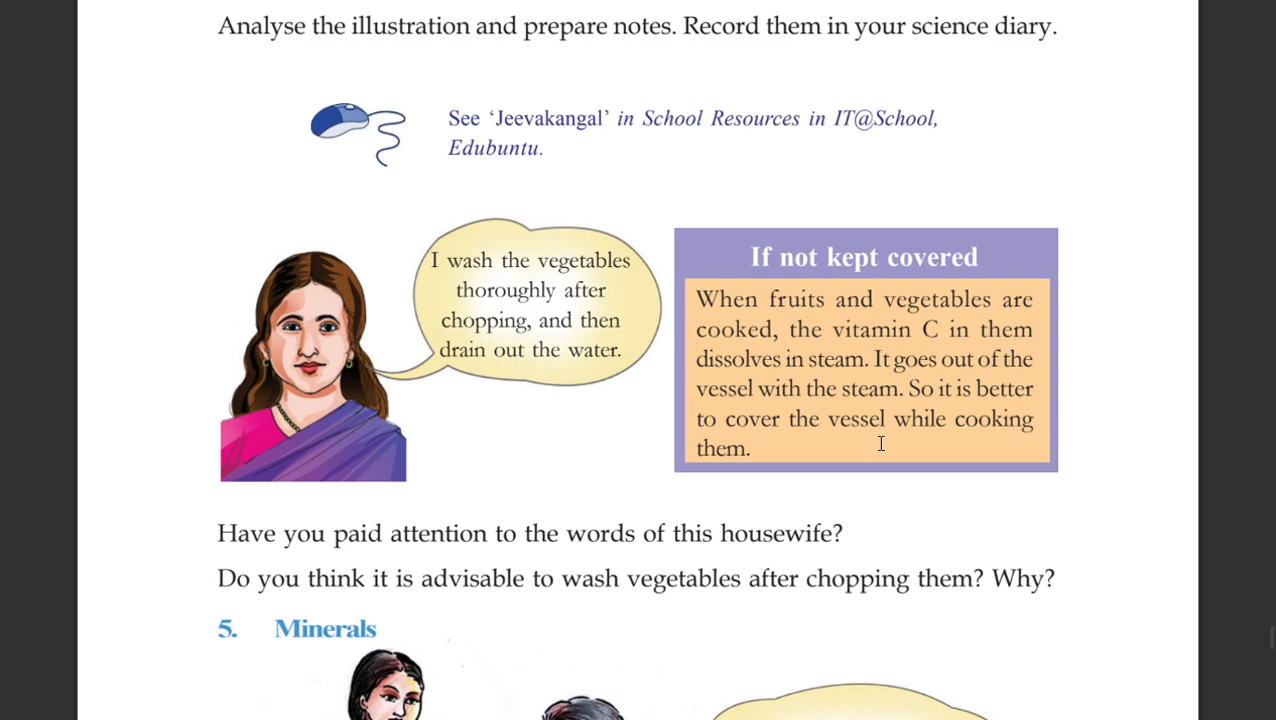 Analyse the illustration and prepare notes. Record them in your science diary.
See ‘Jeevakangal’ in School Resources in IT@School,
Edubuntu.
I wash the vegetables
thoroughly after
chopping, and then
drain out the water.
If not kept covered
When fruits and vegetables are
cooked, the vitamin C in them
dissolves in steam. It goes out of the
vessel with the steam. So it is better
to cover the vessel while cooking
them.
Have you paid attention to the words of this housewife?
Do you think it is advisable to wash vegetables after chopping them? Why?
5. Minerals